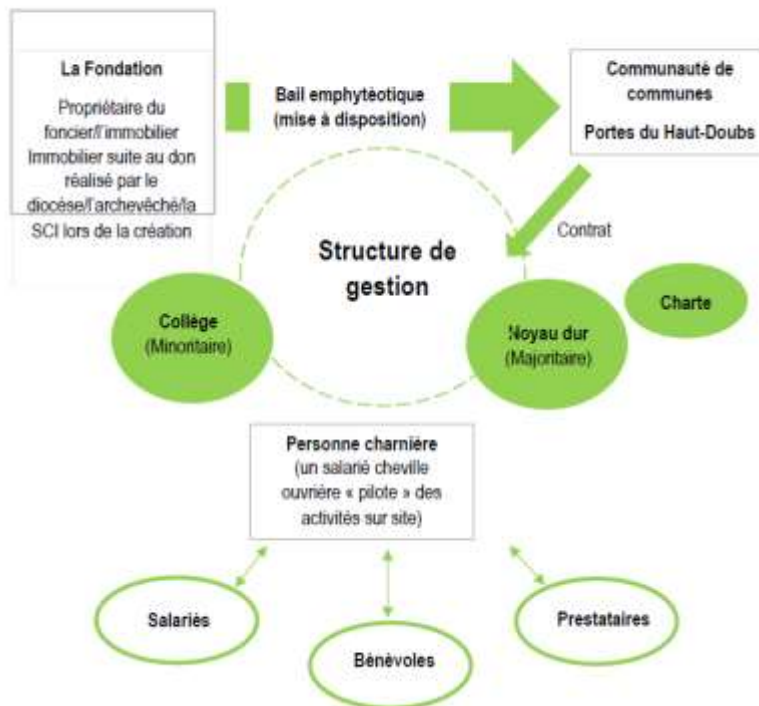 La Fondation
Propriétaire du
foncier/l'immobilier
Immobilier suite au don
réalisé par le
diocèse/l'archevêché/la
SCI lors de la création
Bail emphytéotique
(mise à disposition)
Communauté de
communes
Portes du Haut-Doubs
Contrat
Structure de
gestion
Collège
(Minoritaire)
Noyau dur
(Majoritaire)
Charte
Personne charnière
(un salarié cheville
ouvrière « pilote » des
activités sur site)
Salariés
Bénévoles
Prestataires